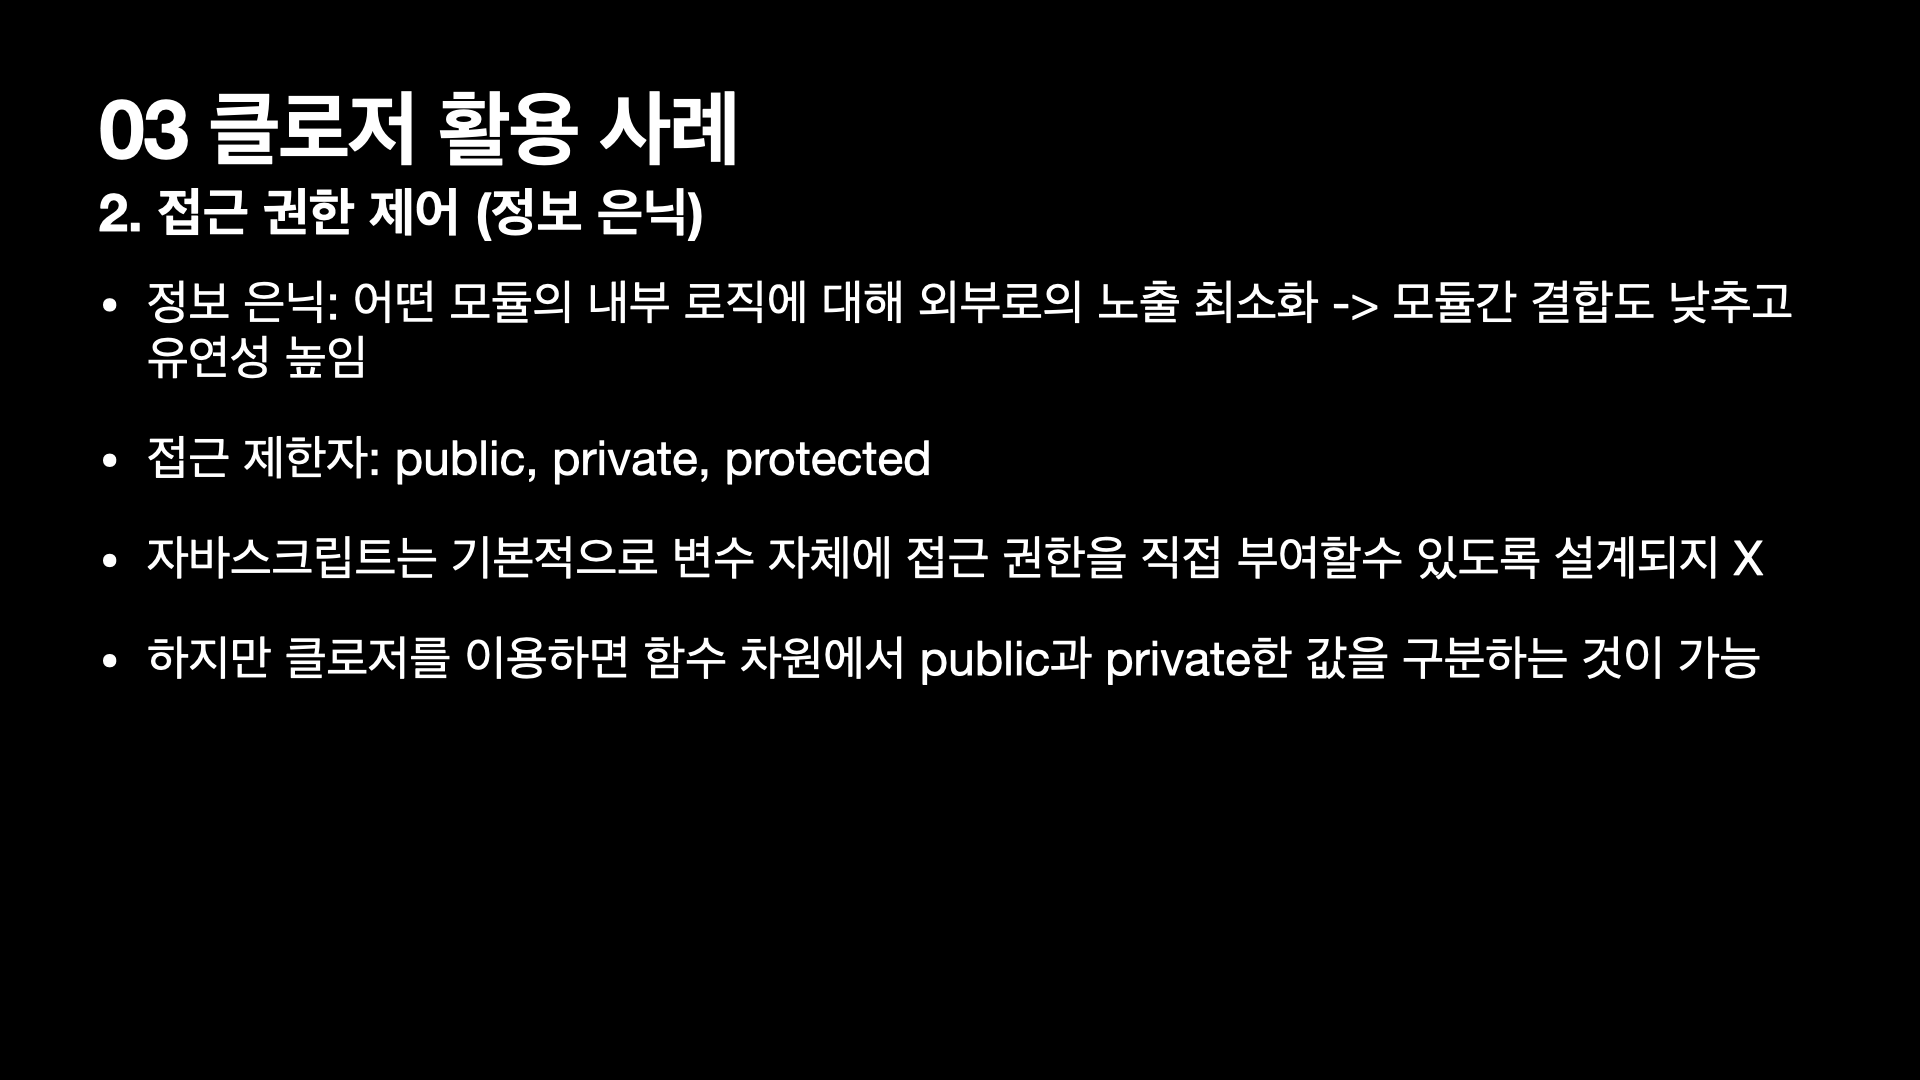 03 클로저 활용 사례
2. 접근 권한 제어 (정보 은닉)
• 정보 은닉: 어떤 모듈의 내부 로직에 대해 외부로의 노출 최소화 -> 모듈간 결합도 낮추고
유연성 높임
• 접근 제한자: public, private, protected
• 자바스크립트는 기본적으로 변수 자체에 접근 권한을 직접 부여할수 있도록 설계되지 X
• 하지만 클로저를 이용하면 함수 차원에서 public과 private한 값을 구분하는 것이 가능